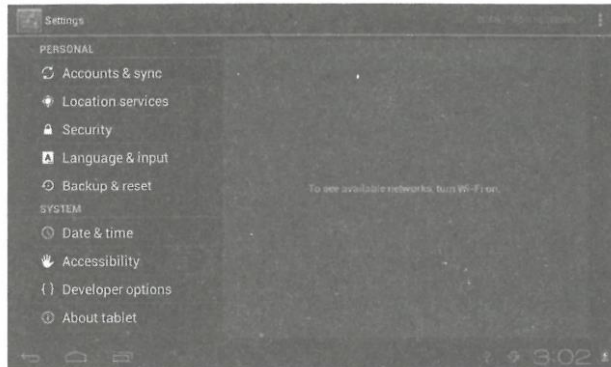 Settings
PERSONAL
Accounts & sync
Location services
Security
Language & input
Backup & reset
SYSTEM
Date & time
Accessibility
Developer options
About tablet
To see available networks, turn Wi-Fi on.
3:02